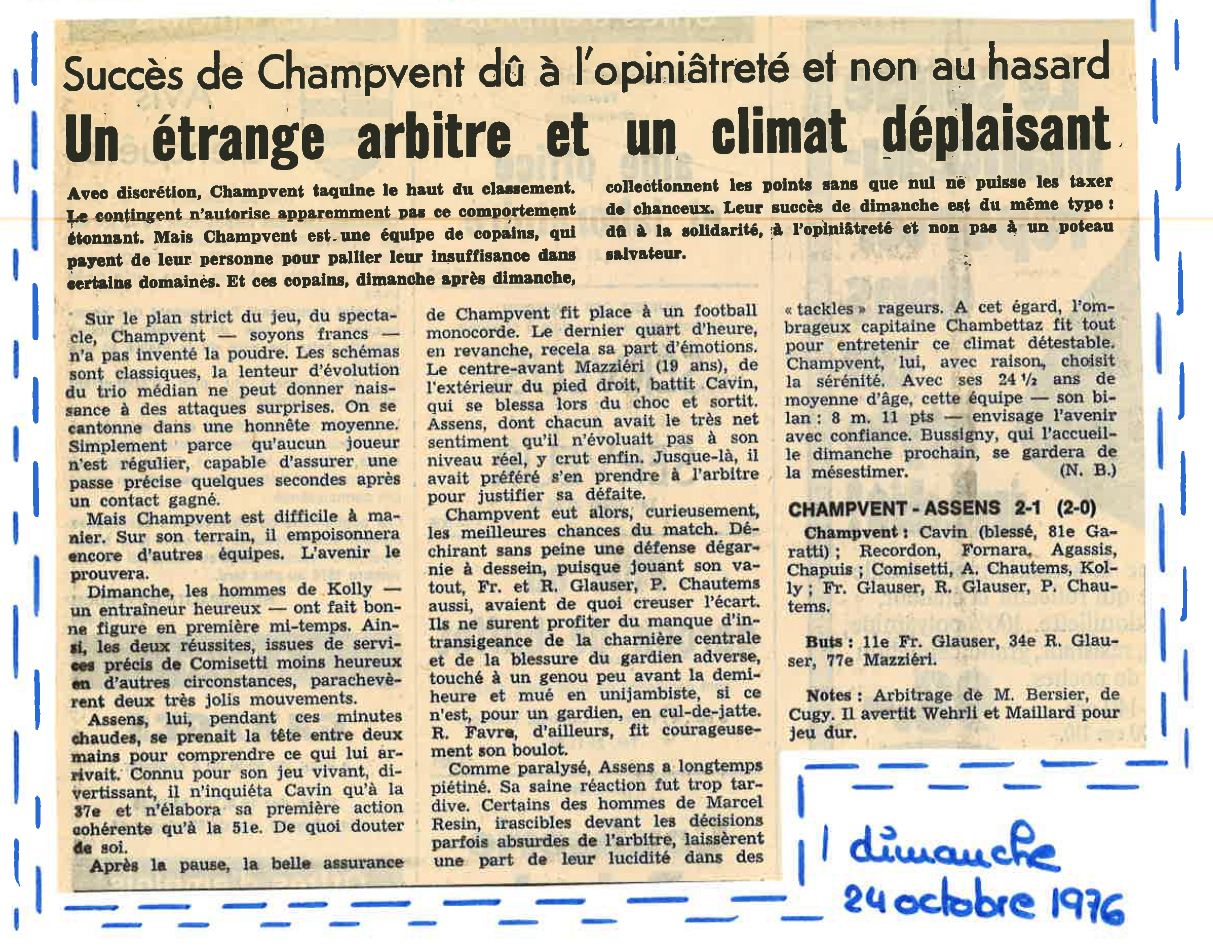 Succès de Champvent dû à l'opiniâtreté et non au hasard
Un étrange arbitre et un climat déplaisant
Avec discrétion, Champvent taquine le haut du classement.
Le contingent n'autorise apparemment pas ce comportement
étonnant. Mais Champvent est une équipe de copains, qui
payent de leur personne pour pallier leur insuffisance dans
certains domaines. Et ces copains, dimanche après dimanche,
collectionnent les points sans que nul ne puisse les taxer
de chanceux. Leur succès de dimanche est du même type :
dû à la solidarité, à l'opiniâtreté et non pas à un poteau
salvateur.
Sur le plan strict du jeu, du specta-
cle, Champvent — soyons francs —
n'a pas inventé la poudre. Les schémas
sont classiques, la lenteur d'évolution
du trio médian ne peut donner nais-
sance à des attaques surprises. On se
cantonne dans une honnête moyenne.
Simplement parce qu'aucun joueur
n'est régulier, capable d'assurer une
passe précise quelques secondes après
un contact gagné.
Mais Champvent est difficile à ma-
nier. Sur son terrain, il empoisonnera
encore d'autres équipes. L'avenir le
prouvera.
Dimanche, les hommes de Kolly —
un entraîneur heureux — ont fait bon-
ne figure en première mi-temps. Ain-
si, les deux réussites, issues de servi-
ces précis de Comisetti moins heureux
en d'autres circonstances, parachevè-
rent deux très jolis mouvements.
Assens, lui, pendant ces minutes
chaudes, se prenait la tête entre deux
mains pour comprendre ce qui lui ar-
rivait. Connu pour son jeu vivant, di-
vertissant, il n'inquiéta Cavin qu'à la
37e et n'élabora sa première action
cohérente qu'à la 51e. De quoi douter
de soi.
Après la pause, la belle assurance
de Champvent fit place à un football
monocorde. Le dernier quart d'heure,
en revanche, recela sa part d'émotions.
Le centre-avant Mazziéri (19 ans), de
l'extérieur du pied droit, battit Cavin,
qui se blessa lors du choc et sortit.
Assens, dont chacun avait le très net
sentiment qu'il n'évoluait pas à son
niveau réel, y crut enfin. Jusque-là, il
avait préféré s'en prendre à l'arbitre
pour justifier sa défaite.
Champvent eut alors, curieusement,
les meilleures chances du match. Dé-
chirant sans peine une défense dégar-
nie à dessein, puisque jouant son va-
tout, Fr. et R. Glauser, P. Chautems
aussi, avaient de quoi creuser l'écart.
Ils ne surent profiter du manque d'in-
transigeance de la charnière centrale
et de la blessure du gardien adverse,
touché à un genou peu avant la demi-
heure et mué en unijambiste, si ce
n'est, pour un gardien, en cul-de-jatte.
R. Favre, d'ailleurs, fit courageuse-
ment son boulot.
Comme paralysé, Assens a longtemps
piétiné. Sa saine réaction fut trop tar-
dive. Certains des hommes de Marcel
Resin, irascibles devant les décisions
parfois absurdes de l'arbitre, laissèrent
une part de leur lucidité dans des
« tackles » rageurs. A cet égard, l'om-
brageux capitaine Chambettaz fit tout
pour entretenir ce climat détestable.
Champvent, lui, avec raison, choisit
la sérénité. Avec ses 24 ½ ans de
moyenne d'âge, cette équipe — son bi-
lan : 8 m. 11 pts — envisage l'avenir
avec confiance. Bussigny, qui l'accueil-
le dimanche prochain, se gardera de
la mésestimer. (N. B.)
CHAMPVENT - ASSENS 2-1 (2-0)
Champvent : Cavin (blessé, 81e Ga-
ratti) ; Recordon, Fornara, Agassis,
Chapuis ; Comisetti, A. Chautems, Kol-
ly ; Fr. Glauser, R. Glauser, P. Chau-
tems.
Buts : 11e Fr. Glauser, 34e R. Glau-
ser, 77e Mazziéri.
Notes : Arbitrage de M. Bersier, de
Cugy. Il avertit Wehrli et Maillard pour
jeu dur.
dimanche
24 octobre 1976